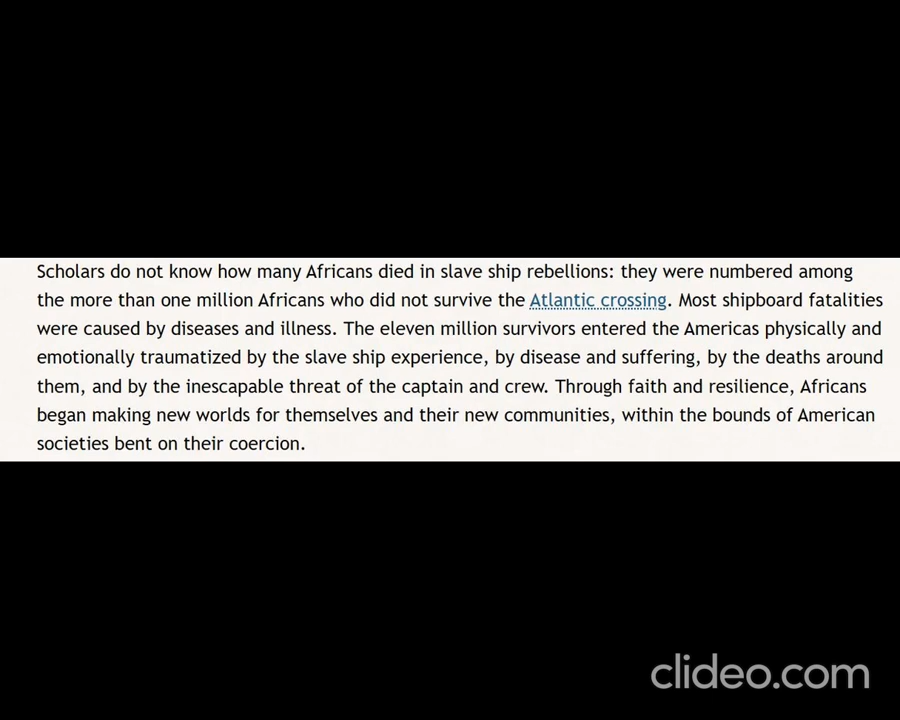 Scholars do not know how many Africans died in slave ship rebellions: they were numbered among
the more than one million Africans who did not survive the Atlantic crossing. Most shipboard fatalities
were caused by diseases and illness. The eleven million survivors entered the Americas physically and
emotionally traumatized by the slave ship experience, by disease and suffering, by the deaths around
them, and by the inescapable threat of the captain and crew. Through faith and resilience, Africans
began making new worlds for themselves and their new communities, within the bounds of American
societies bent on their coercion.
clideo.com